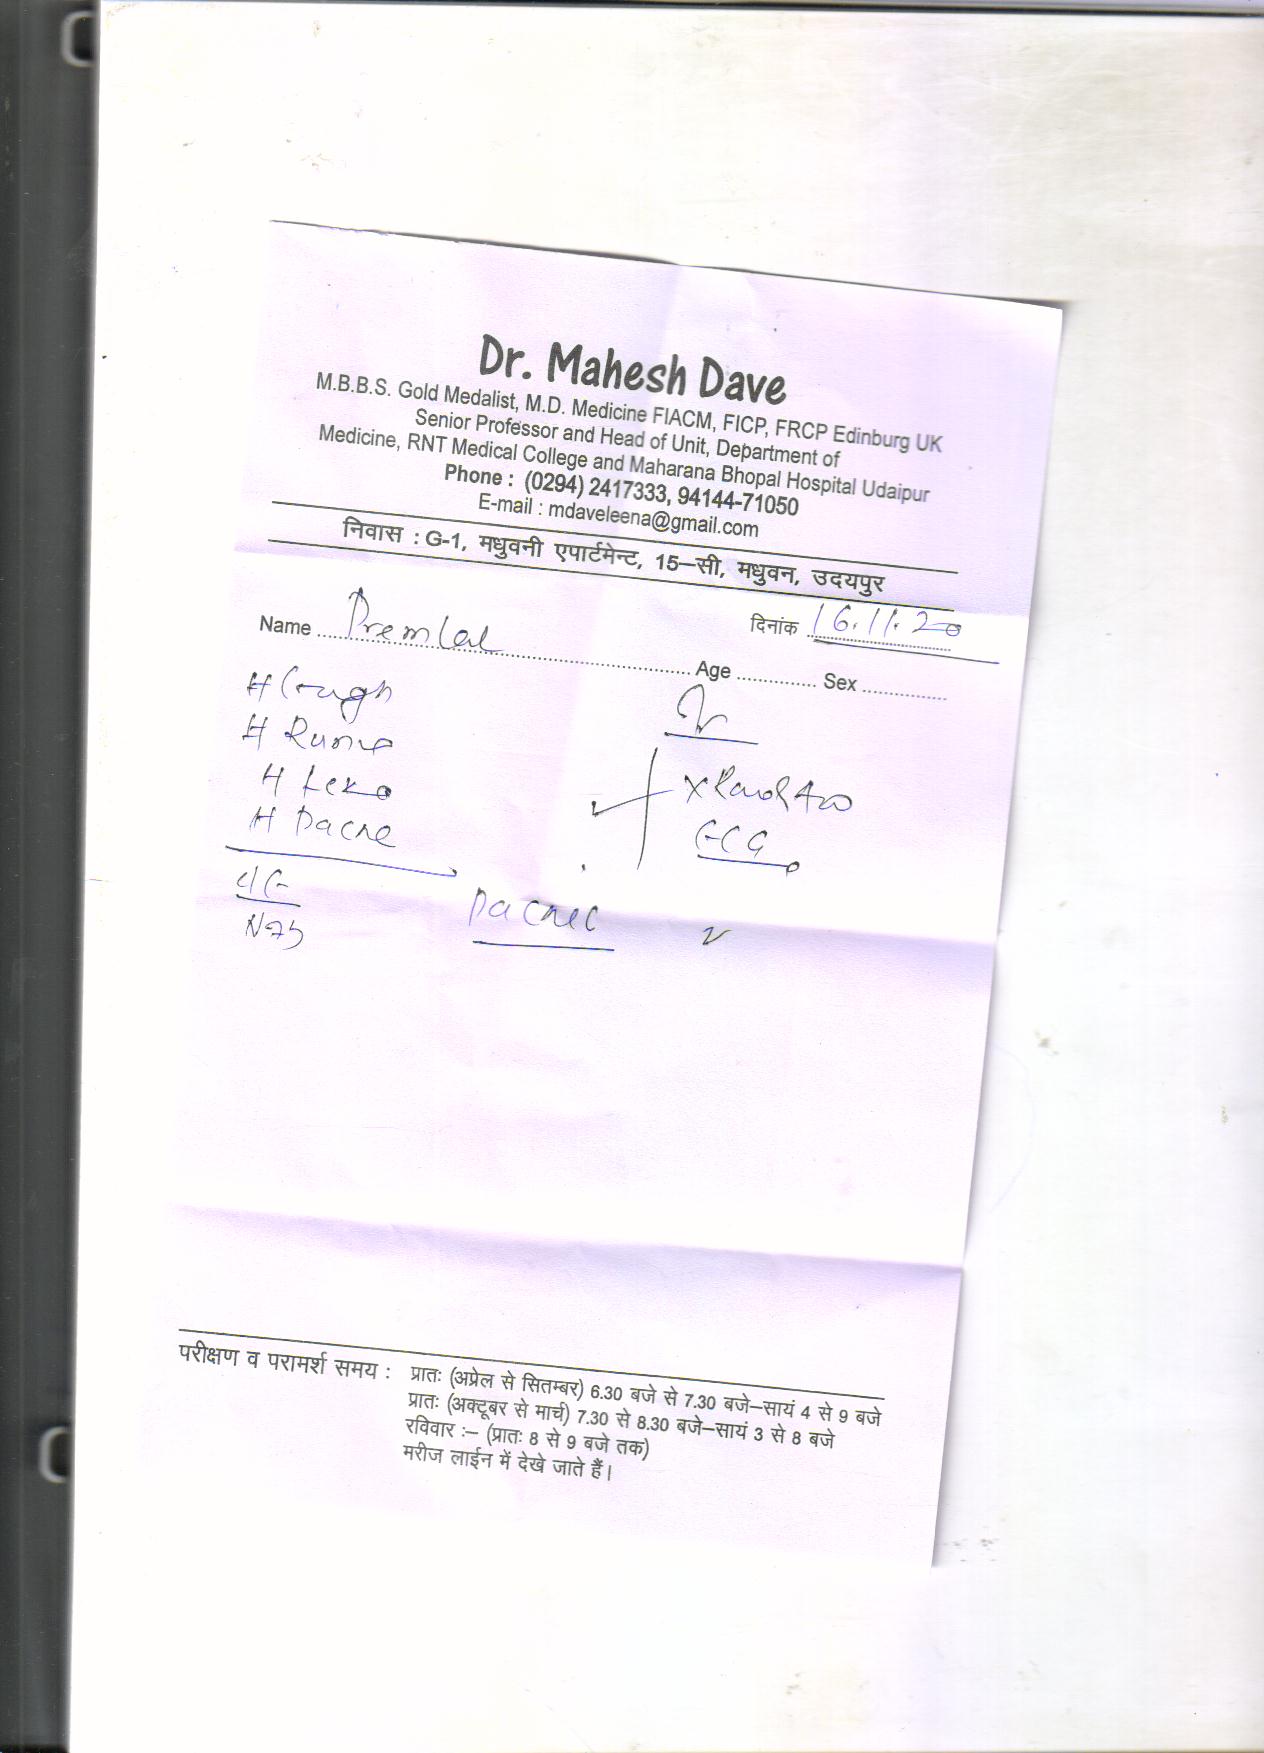 Dr. Mahesh Dave
M.B.B.S. Gold Medalist, M.D. Medicine FIACM, FICP, FRCP Edinburg UK
Senior Professor and Head of Unit, Department of
Medicine, RNT Medical College and Maharana Bhopal Hospital Udaipur
Phone : (0294) 2417333, 94144-71050
E-mail : mdaveleena@gmail.com
निवास : G-1, मधुवनी एपार्टमेन्ट, 15–सी, मधुवन, उदयपुर
दिनांक 16.11.20
Name Premlal Age Sex
H Cough
ECG
परीक्षण व परामर्श समय : प्रातः (अप्रेल से सितम्बर) 6.30 बजे से 7.30 बजे–सायं 4 से 9 बजे
प्रातः (अक्टूबर से मार्च) 7.30 से 8.30 बजे–सायं 3 से 8 बजे
रविवार :– (प्रातः 8 से 9 बजे तक)
मरीज लाईन में देखे जाते हैं।